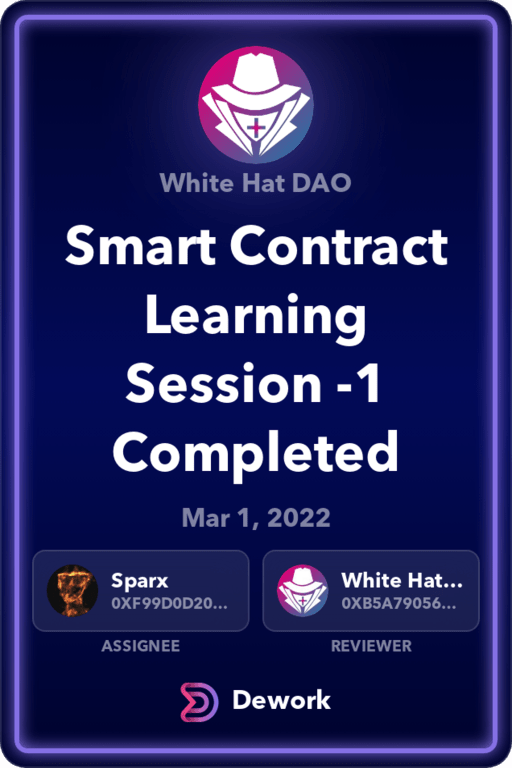 White Hat DAO
Smart Contract
Learning
Session -1
Completed
Mar 1, 2022
Sparx
0XF99D0D20...
White Hat...
0XB5A79056...
ASSIGNEE
REVIEWER
Dework